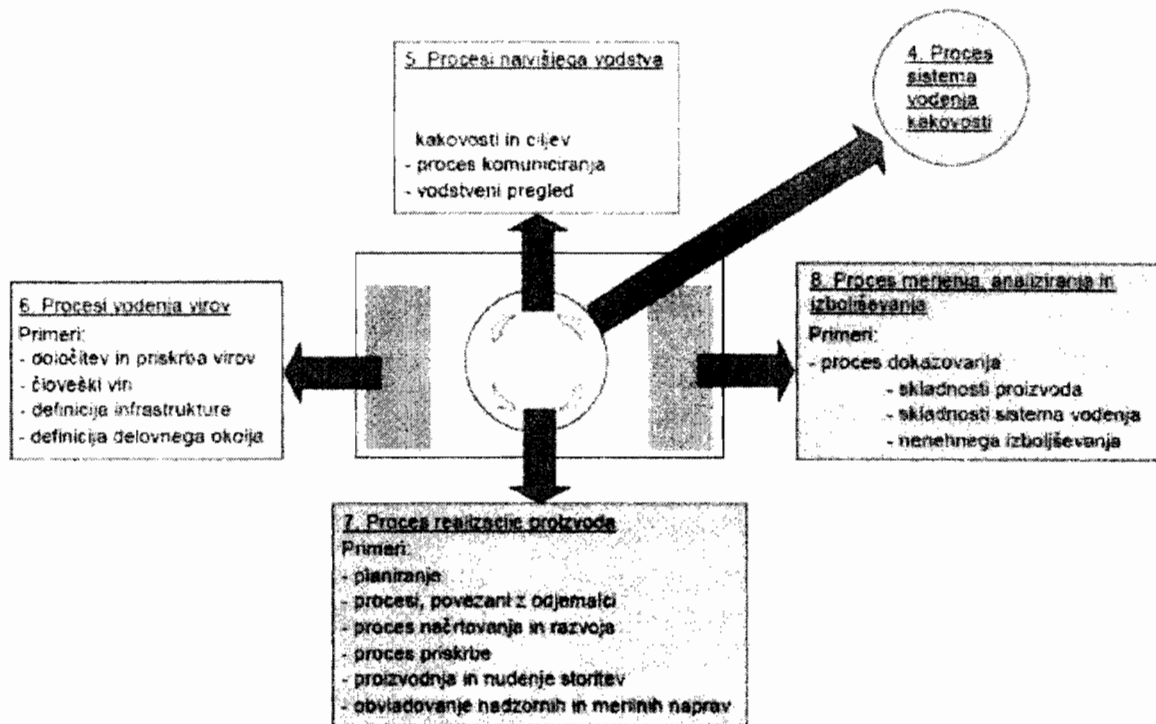 5. Procesi najvišjega vodstva
kakovosti in ciljev
- proces komuniciranja
- vodstveni pregled
4. Proces
sistema
vodenja
kakovosti
6. Procesi vodenja virov
Primeri:
- določitev in priskrba virov
- človeški viri
- definicija infrastrukture
- definicija delovnega okolja
8. Proces merjenja, analiziranja in
izboljševanja
Primeri:
- proces dokazovanja
- skladnosti proizvoda
- skladnosti sistema vodenja
- nenehnega izboljševanja
7. Proces realizacije proizvoda
Primeri:
- planiranje
- procesi, povezani z odjemalci
- proces načrtovanja in razvoja
- proces priskrbe
- proizvodnja in nudenje storitev
- obvladovanje nadzornih in merilnih naprav